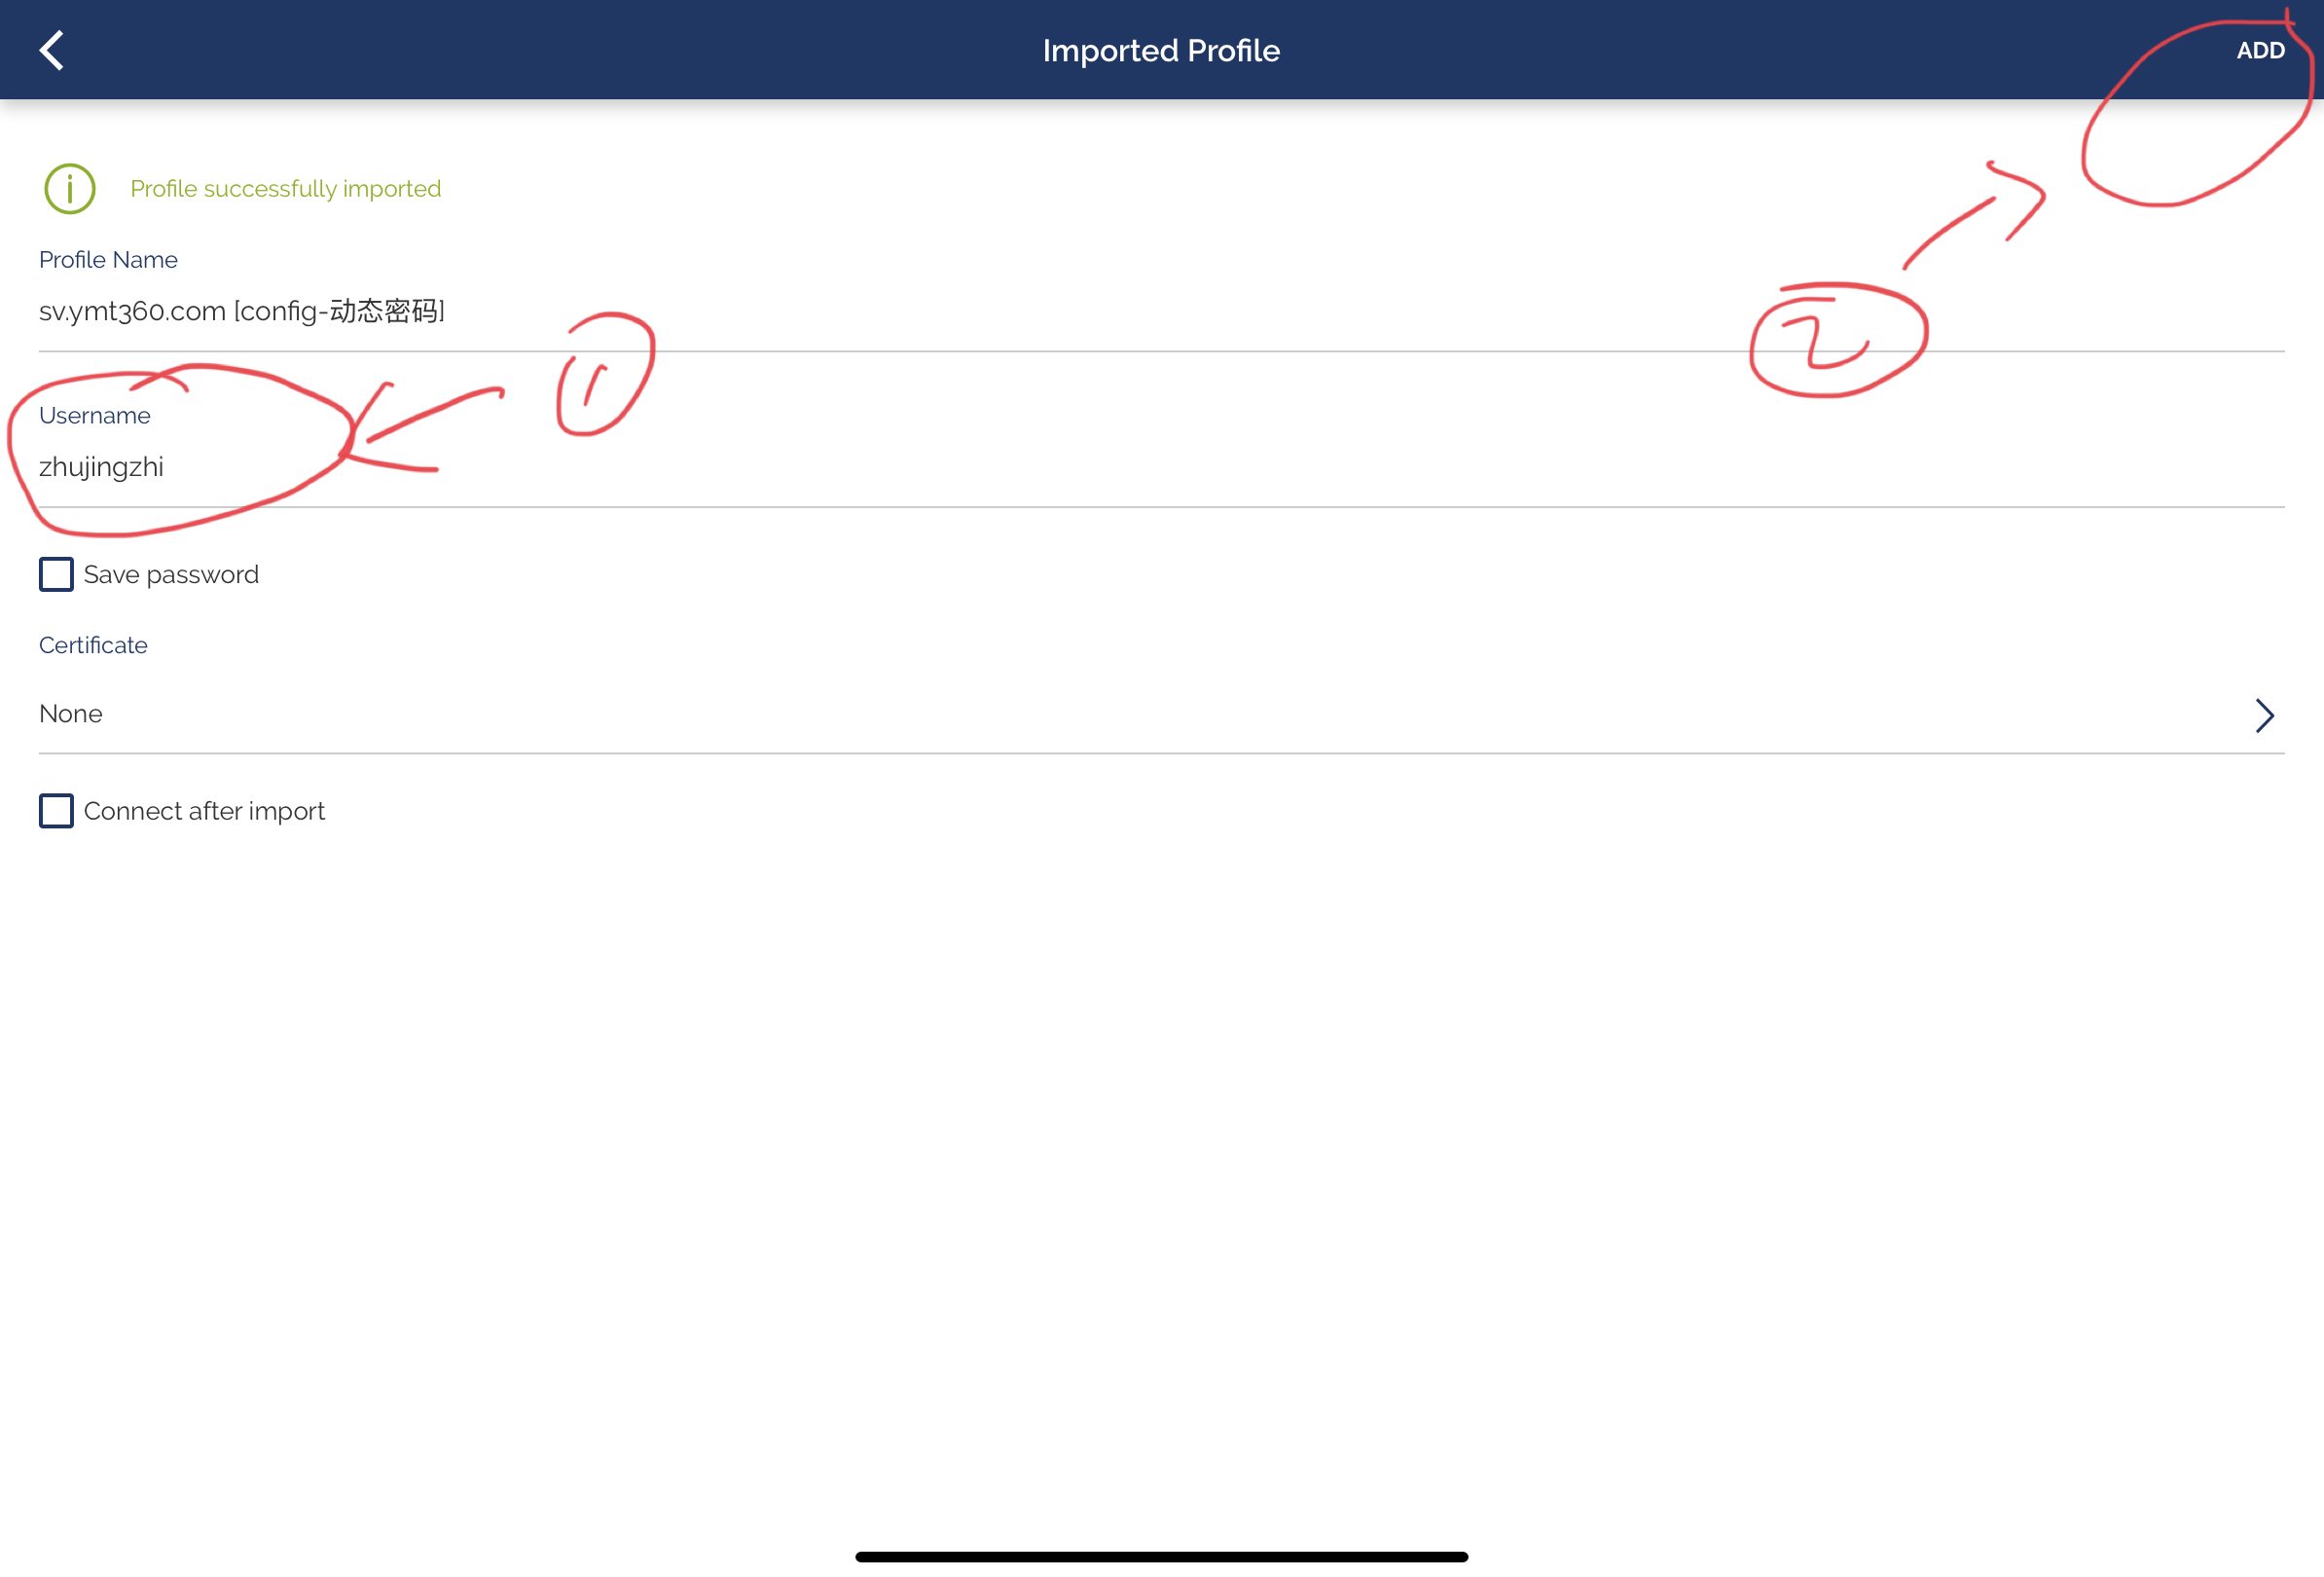 Imported Profile
ADD
Profile successfully imported
Profile Name
sv.ymt360.com [config-动态密码]
1
2
Username
zhujingzhi
Save password
Certificate
None
Connect after import